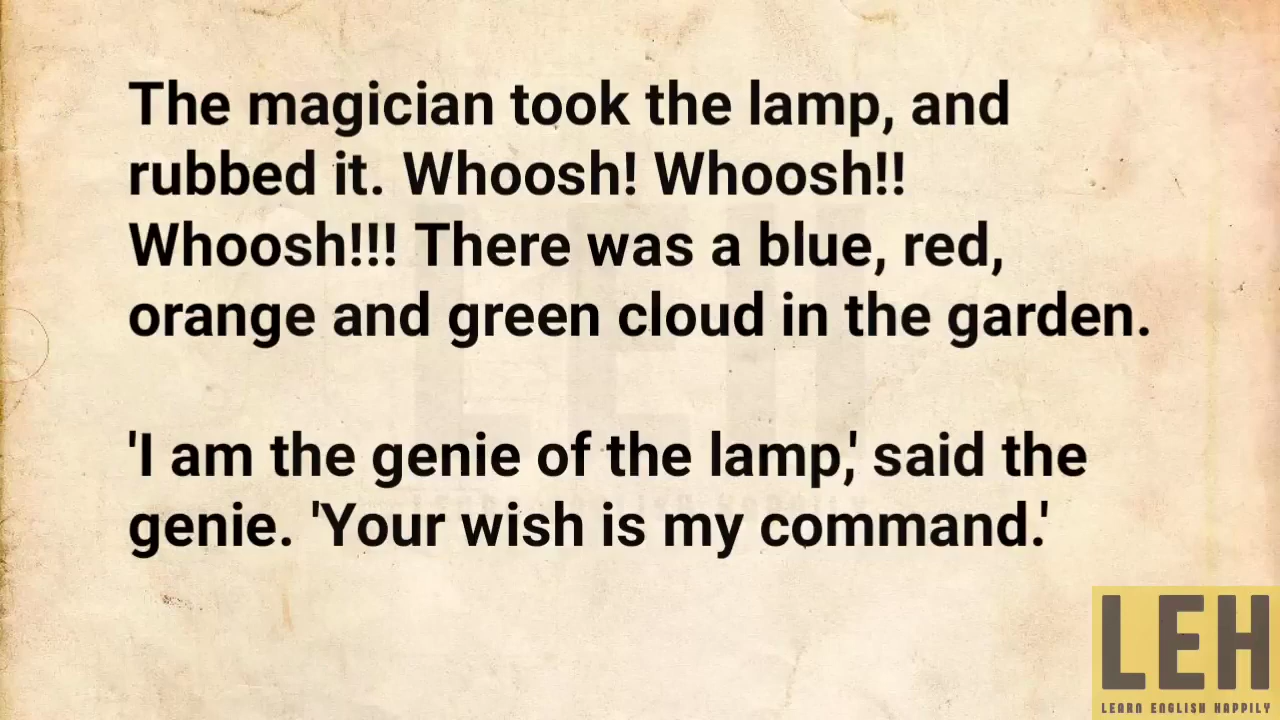 The magician took the lamp, and
rubbed it. Whoosh! Whoosh!!
Whoosh!!! There was a blue, red,
orange and green cloud in the garden.
'I am the genie of the lamp,' said the
genie. 'Your wish is my command.'
LEH
LEARN ENGLISH HAPPILY